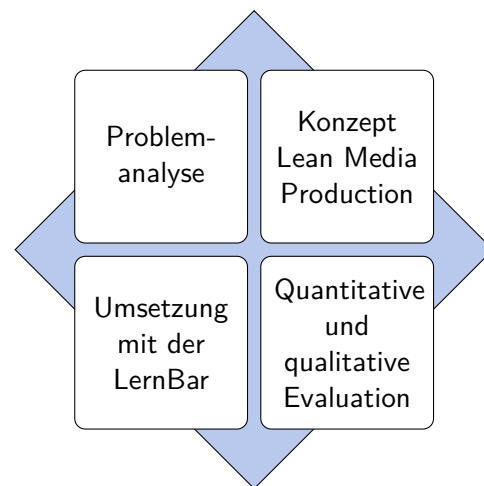 Problem-
analyse
Konzept
Lean Media
Production
Umsetzung
mit der
LernBar
Quantitative
und
qualitative
Evaluation